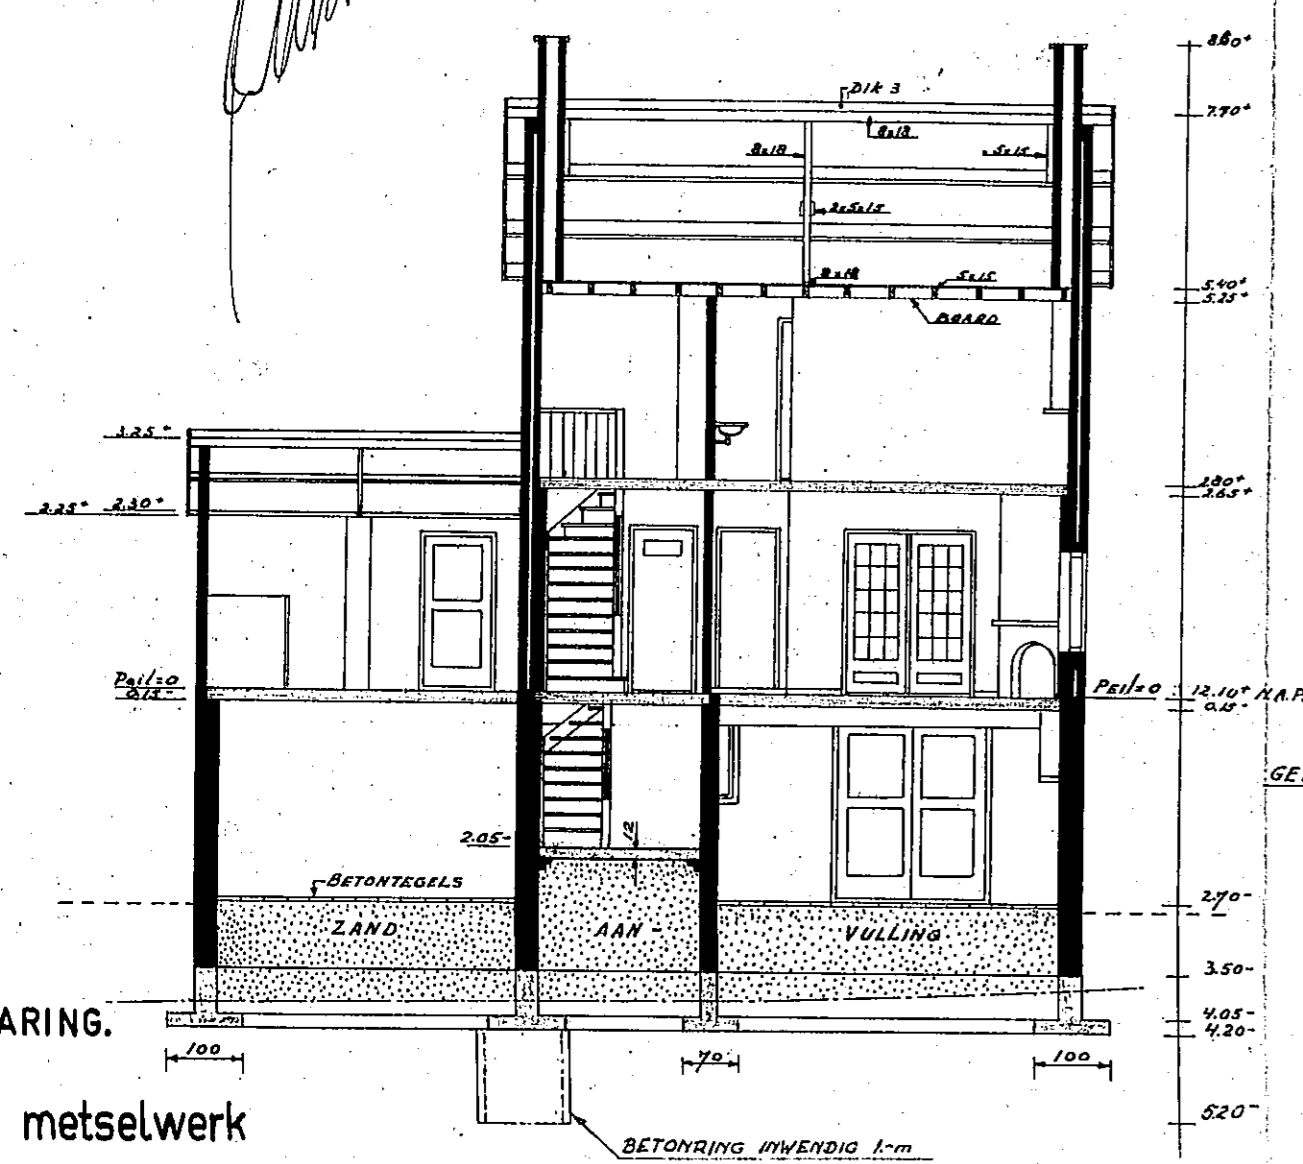 8.60+
Dik 3
7.70+
8x18
8x18
5x15
2x5x15
8x18
5x15
5.40+
5.25+
BOARD
3.25+
2.80+
2.65+
2.25+ 2.30+
Peil=0
0.15-
PEIL=0
12.10+ N.A.P.
0.15-
GE
12
2.05-
BETONTEGELS
2.70-
ZAND
AAN-
VULLING
3.50-
ARING.
4.05-
4.20-
100
70
100
5.20-
metselwerk
BETONRING INWENDIG 1.-m